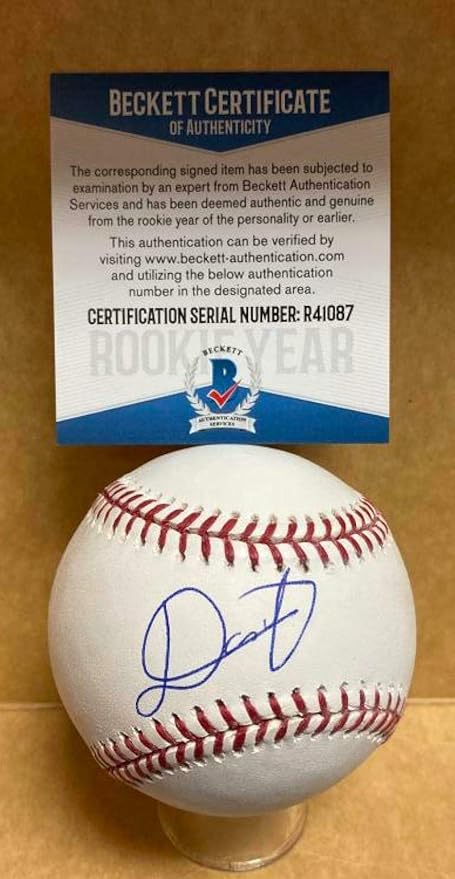 BECKETT CERTIFICATE
OF AUTHENTICITY
The corresponding signed item has been subjected to
examination by an expert from Beckett Authentication
Services and has been deemed authentic and genuine
from the rookie year of the personality or earlier.
This authentication can be verified by
visiting www.beckett-authentication.com
and utilizing the below authentication
number in the designated area.
CERTIFICATION SERIAL NUMBER: R41087
ROOKIE YEAR
BECKETT
B
AUTHENTICATION
SERVICES